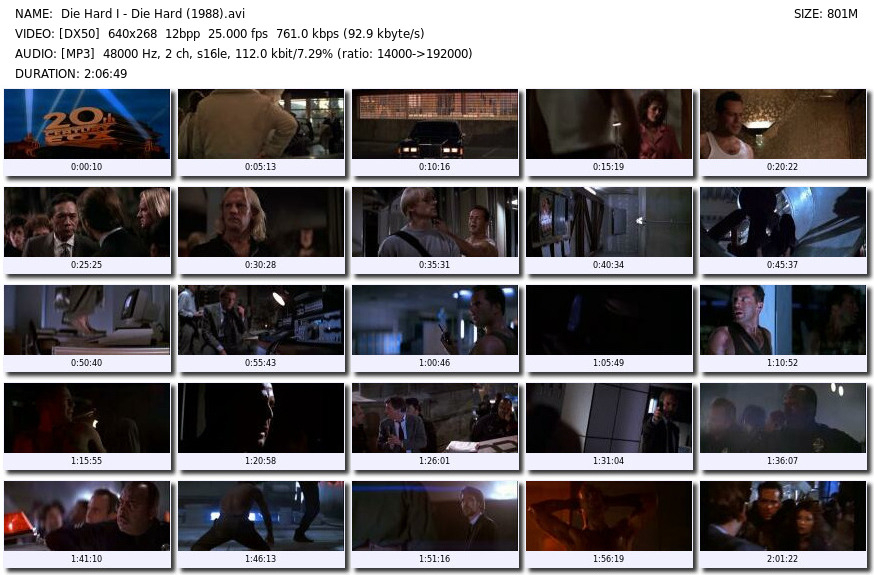 NAME: Die Hard I - Die Hard (1988).avi
SIZE: 801M
VIDEO: [DX50] 640x268 12bpp 25.000 fps 761.0 kbps (92.9 kbyte/s)
AUDIO: [MP3] 48000 Hz, 2 ch, s16le, 112.0 kbit/7.29% (ratio: 14000->192000)
DURATION: 2:06:49
20th
CENTURY
FOX
0:00:10 0:05:13 0:10:16 0:15:19 0:20:22
0:25:25 0:30:28 0:35:31 0:40:34 0:45:37
0:50:40 0:55:43 1:00:46 1:05:49 1:10:52
1:15:55 1:20:58 1:26:01 1:31:04 1:36:07
1:41:10 1:46:13 1:51:16 1:56:19 2:01:22